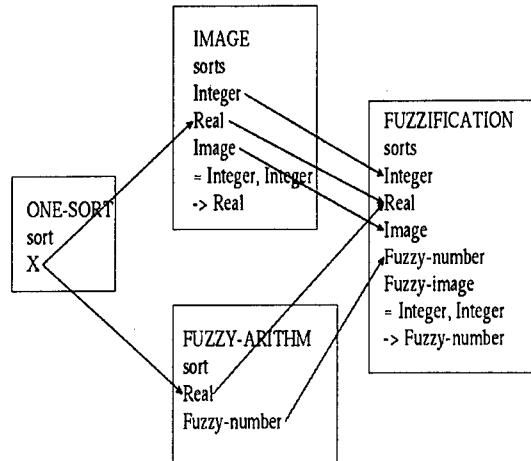 IMAGE
sorts
Integer
Real
Image
= Integer, Integer
-> Real
ONE-SORT
sort
X
FUZZY-ARITHM
sort
Real
Fuzzy-number
FUZZIFICATION
sorts
Integer
Real
Image
Fuzzy-number
Fuzzy-image
= Integer, Integer
-> Fuzzy-number